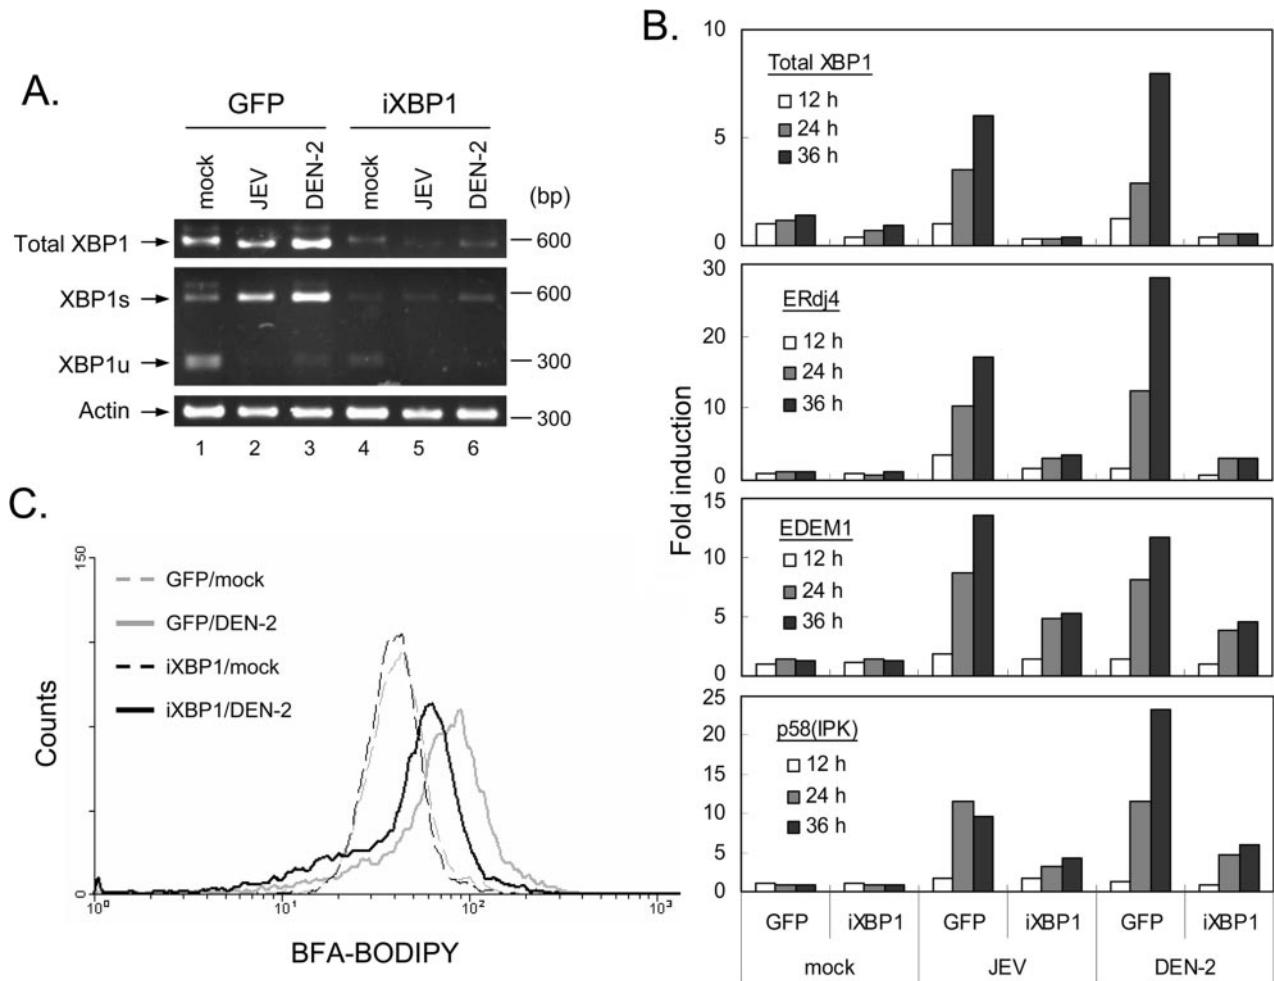 A.
GFP iXBP1
mock JEV DEN-2 mock JEV DEN-2 (bp)
Total XBP1 600
XBP1s 600
XBP1u 300
Actin 300
1 2 3 4 5 6
B.
Fold induction
10
5
0
Total XBP1
12 h
24 h
36 h
30
20
10
0
ERdj4
12 h
24 h
36 h
15
10
5
0
EDEM1
12 h
24 h
36 h
25
20
15
10
5
0
p58(IPK)
12 h
24 h
36 h
GFP iXBP1 GFP iXBP1 GFP iXBP1
mock JEV DEN-2
C.
150
0
Counts
GFP/mock
GFP/DEN-2
iXBP1/mock
iXBP1/DEN-2
10⁰ 10¹ 10² 10³
BFA-BODIPY